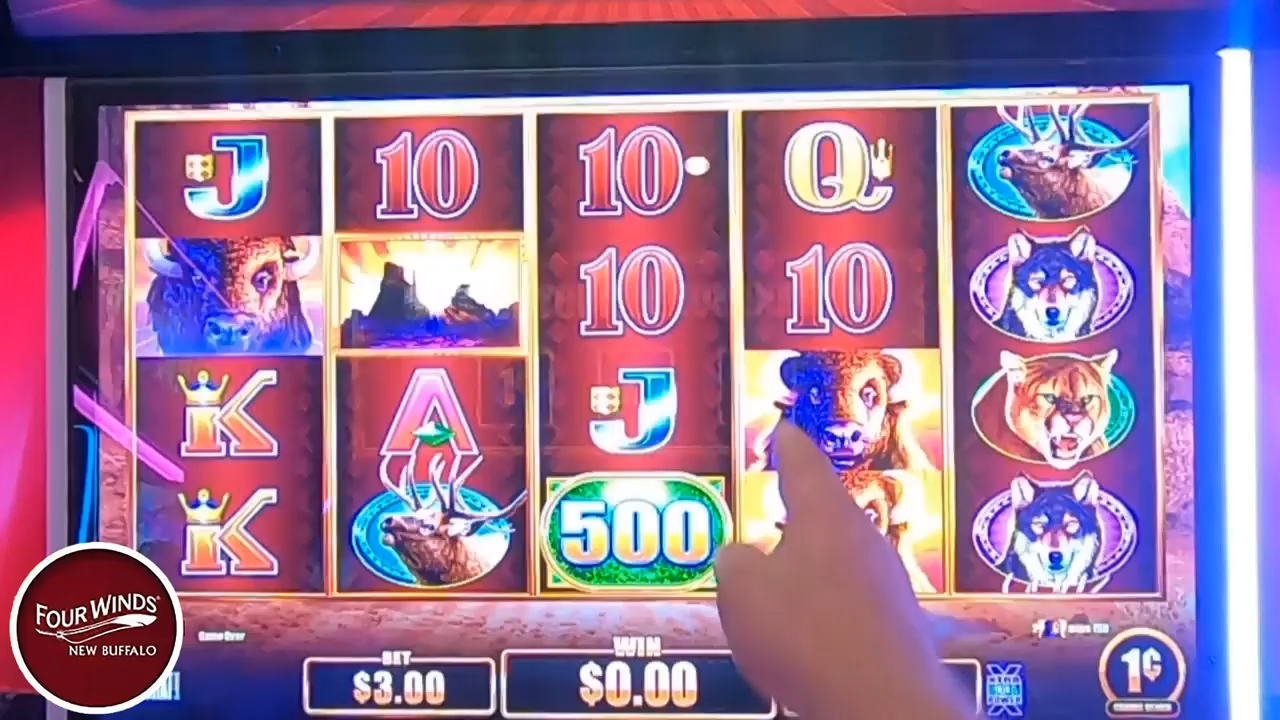 J 10 10 Q
10 10
K A J
K 500
FOUR WINDS®
NEW BUFFALO
Game Over
BET
$3.00
WIN
$0.00
X
1¢